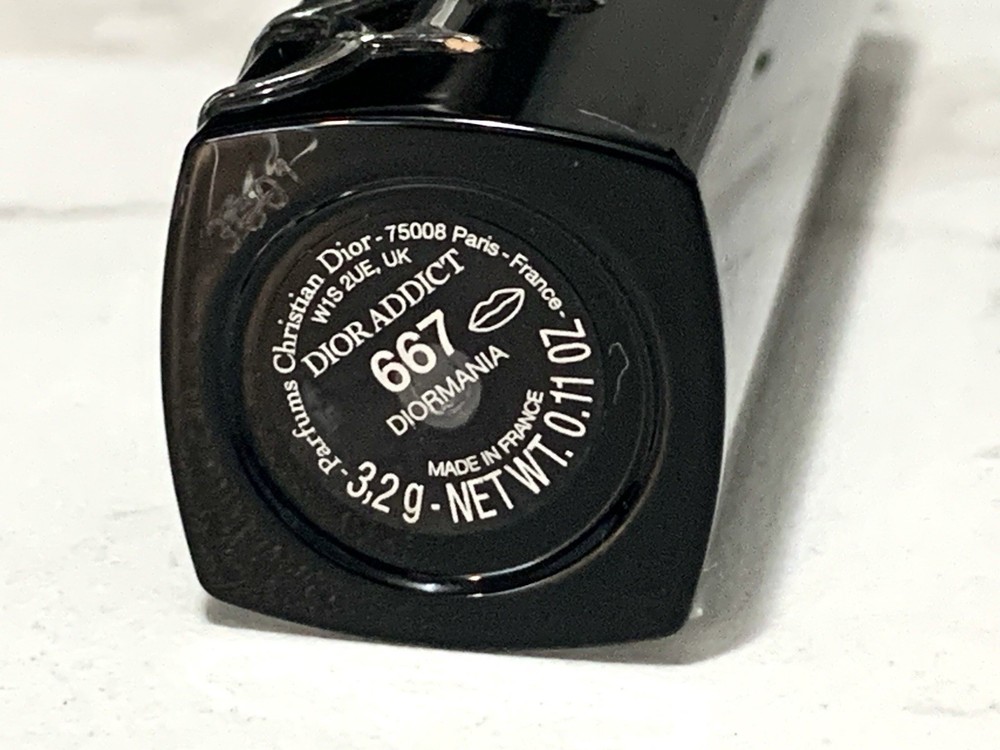 Parfums Christian Dior - 75008 Paris - France -
W1S 2UE, UK
DIOR ADDICT
667
DIORMANIA
MADE IN FRANCE
3,2 g - NET WT. 0.11 OZ